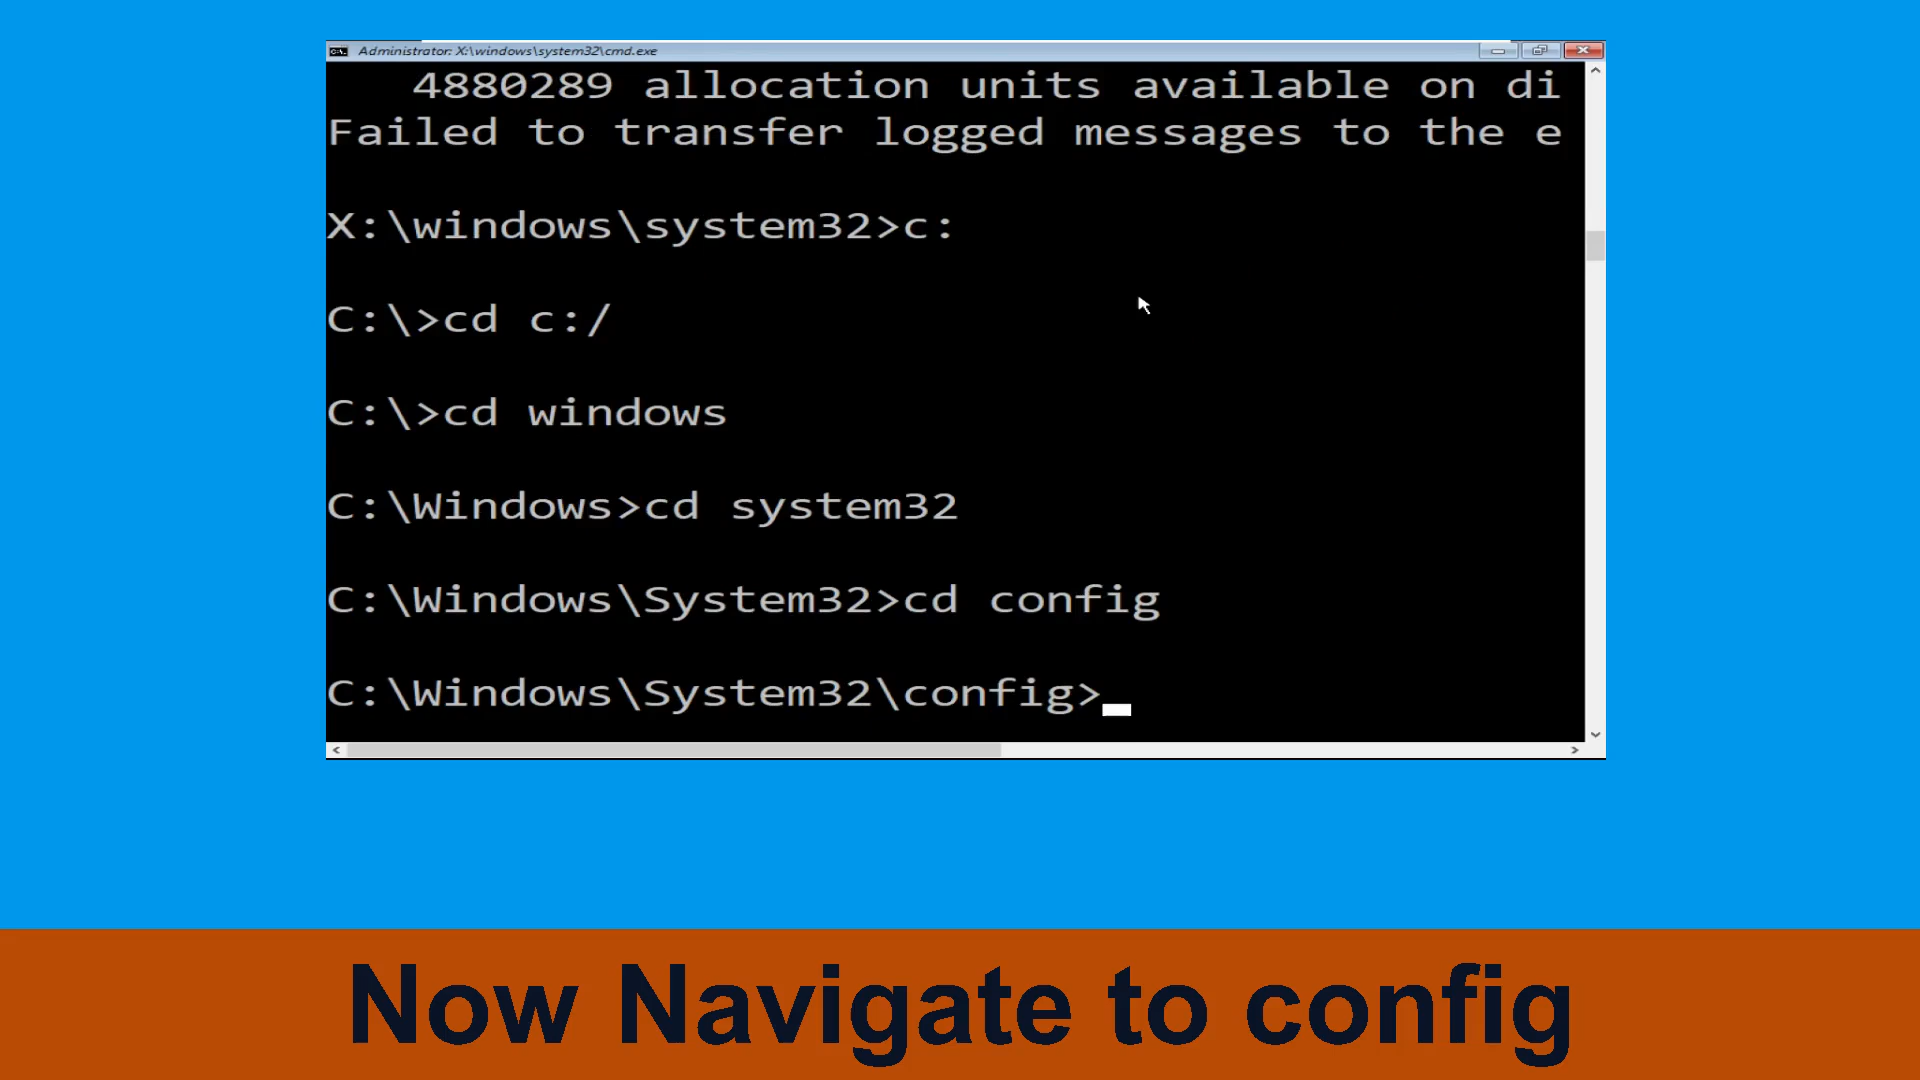 Administrator: X:\windows\system32\cmd.exe
4880289 allocation units available on di
Failed to transfer logged messages to the e
X:\windows\system32>c:
C:\>cd c:/
C:\>cd windows
C:\Windows>cd system32
C:\Windows\System32>cd config
C:\Windows\System32\config>
Now Navigate to config